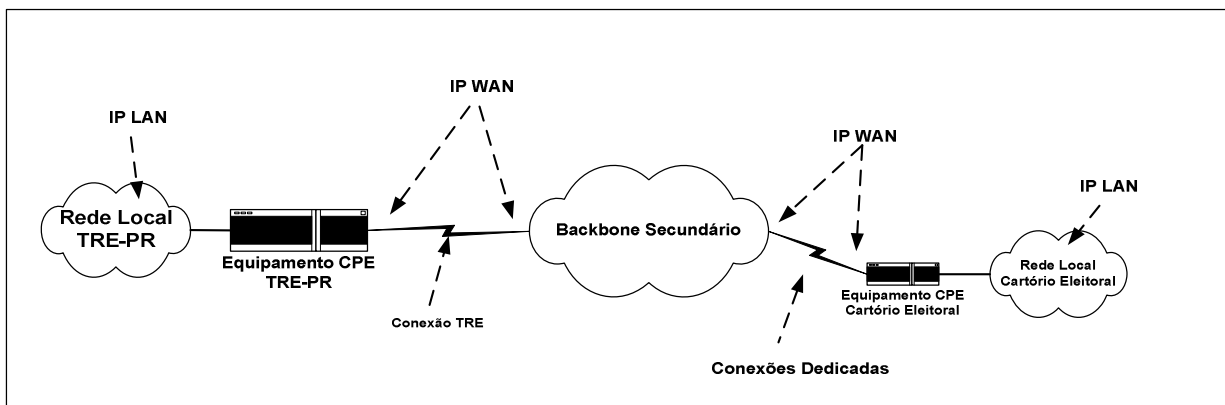 IP WAN
IP LAN
IP WAN
IP LAN
Rede Local
TRE-PR
Backbone Secundário
Equipamento CPE
TRE-PR
Rede Local
Cartório Eleitoral
Equipamento CPE
Cartório Eleitoral
Conexão TRE
Conexões Dedicadas